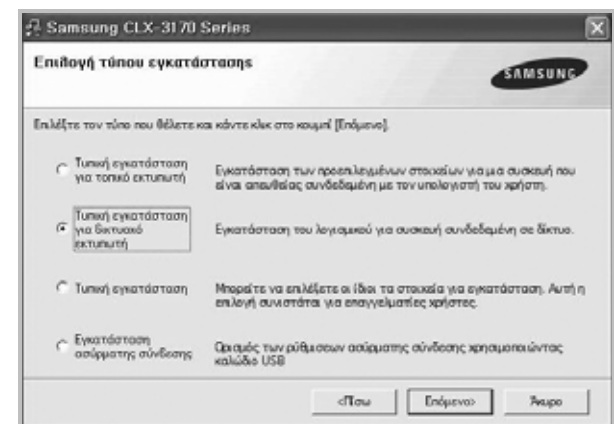 Samsung CLX-3170 Series
Επιλογή τύπου εγκατάστασης
SAMSUNG
Επιλέξτε τον τύπο που θέλετε και κάντε κλικ στο κουμπί [Επόμενο].
Τυπική εγκατάσταση
για τοπικό εκτυπωτή
Εγκατάσταση των προεπιλεγμένων στοιχείων για μια συσκευή που
είναι απευθείας συνδεδεμένη με τον υπολογιστή του χρήστη.
Τυπική εγκατάσταση
για δικτυακό
εκτυπωτή
Εγκατάσταση του λογισμικού για συσκευή συνδεδεμένη σε δίκτυο.
Τυπική εγκατάσταση
Μπορείτε να επιλέξετε οι ίδιοι τα στοιχεία για εγκατάσταση. Αυτή η
επιλογή συνιστάται για επαγγελματίες χρήστες.
Εγκατάσταση
ασύρματης σύνδεσης
Ορισμός των ρύθμισεων ασύρματης σύνδεσης χρησιμοποιώντας
καλώδιο USB
<Πίσω
Επόμενο>
Άκυρο